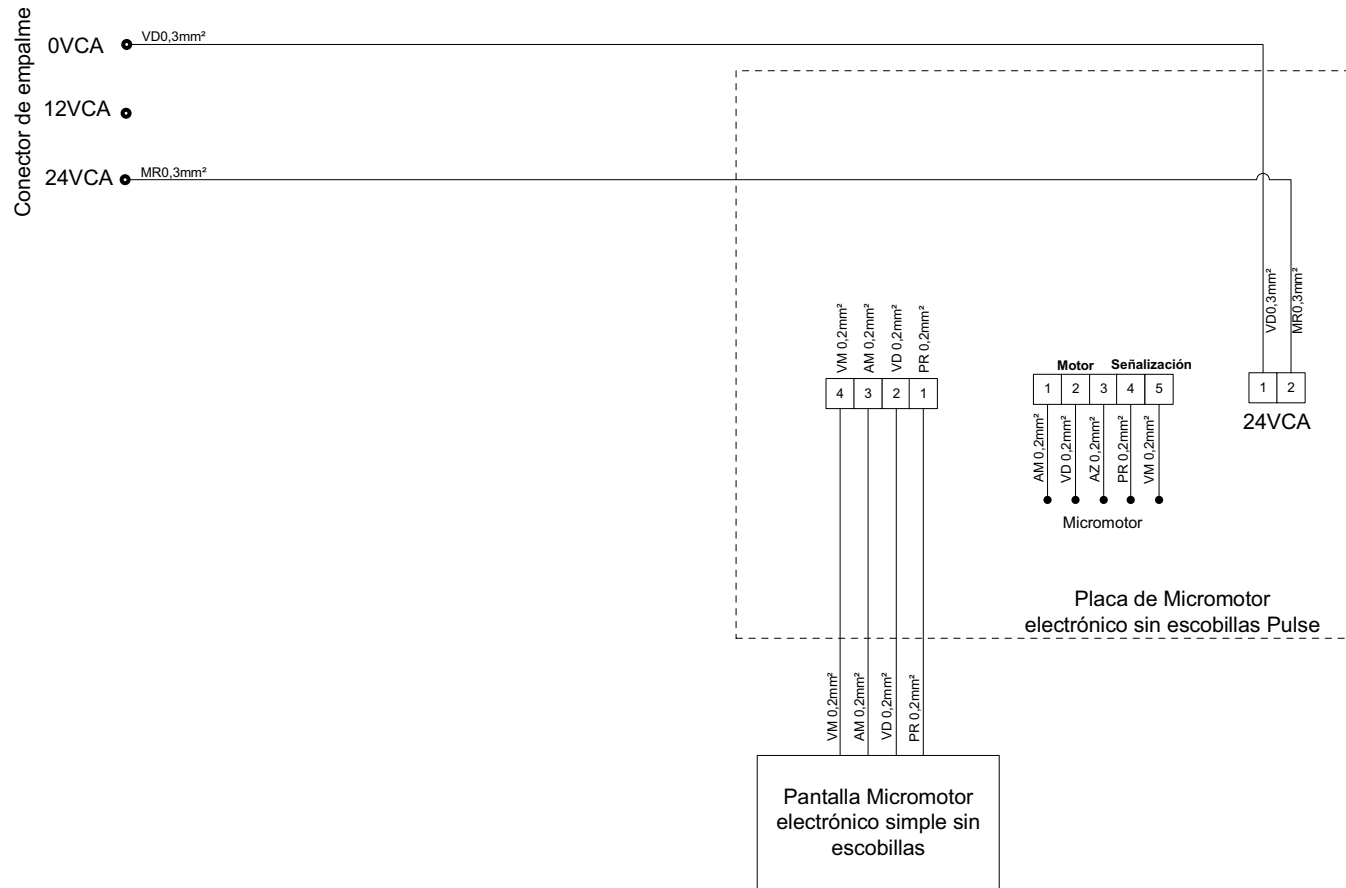 Conector de empalme
0VCA
VD0,3mm²
12VCA
24VCA
MR0,3mm²
VD0,3mm²
MR0,3mm²
VM 0,2mm²
AM 0,2mm²
VD 0,2mm²
PR 0,2mm²
4 3 2 1
Motor Señalización
1 2 3 4 5
1 2
24VCA
AM 0,2mm²
VD 0,2mm²
AZ 0,2mm²
PR 0,2mm²
VM 0,2mm²
Micromotor
Placa de Micromotor
electrónico sin escobillas Pulse
VM 0,2mm²
AM 0,2mm²
VD 0,2mm²
PR 0,2mm²
Pantalla Micromotor
electrónico simple sin
escobillas